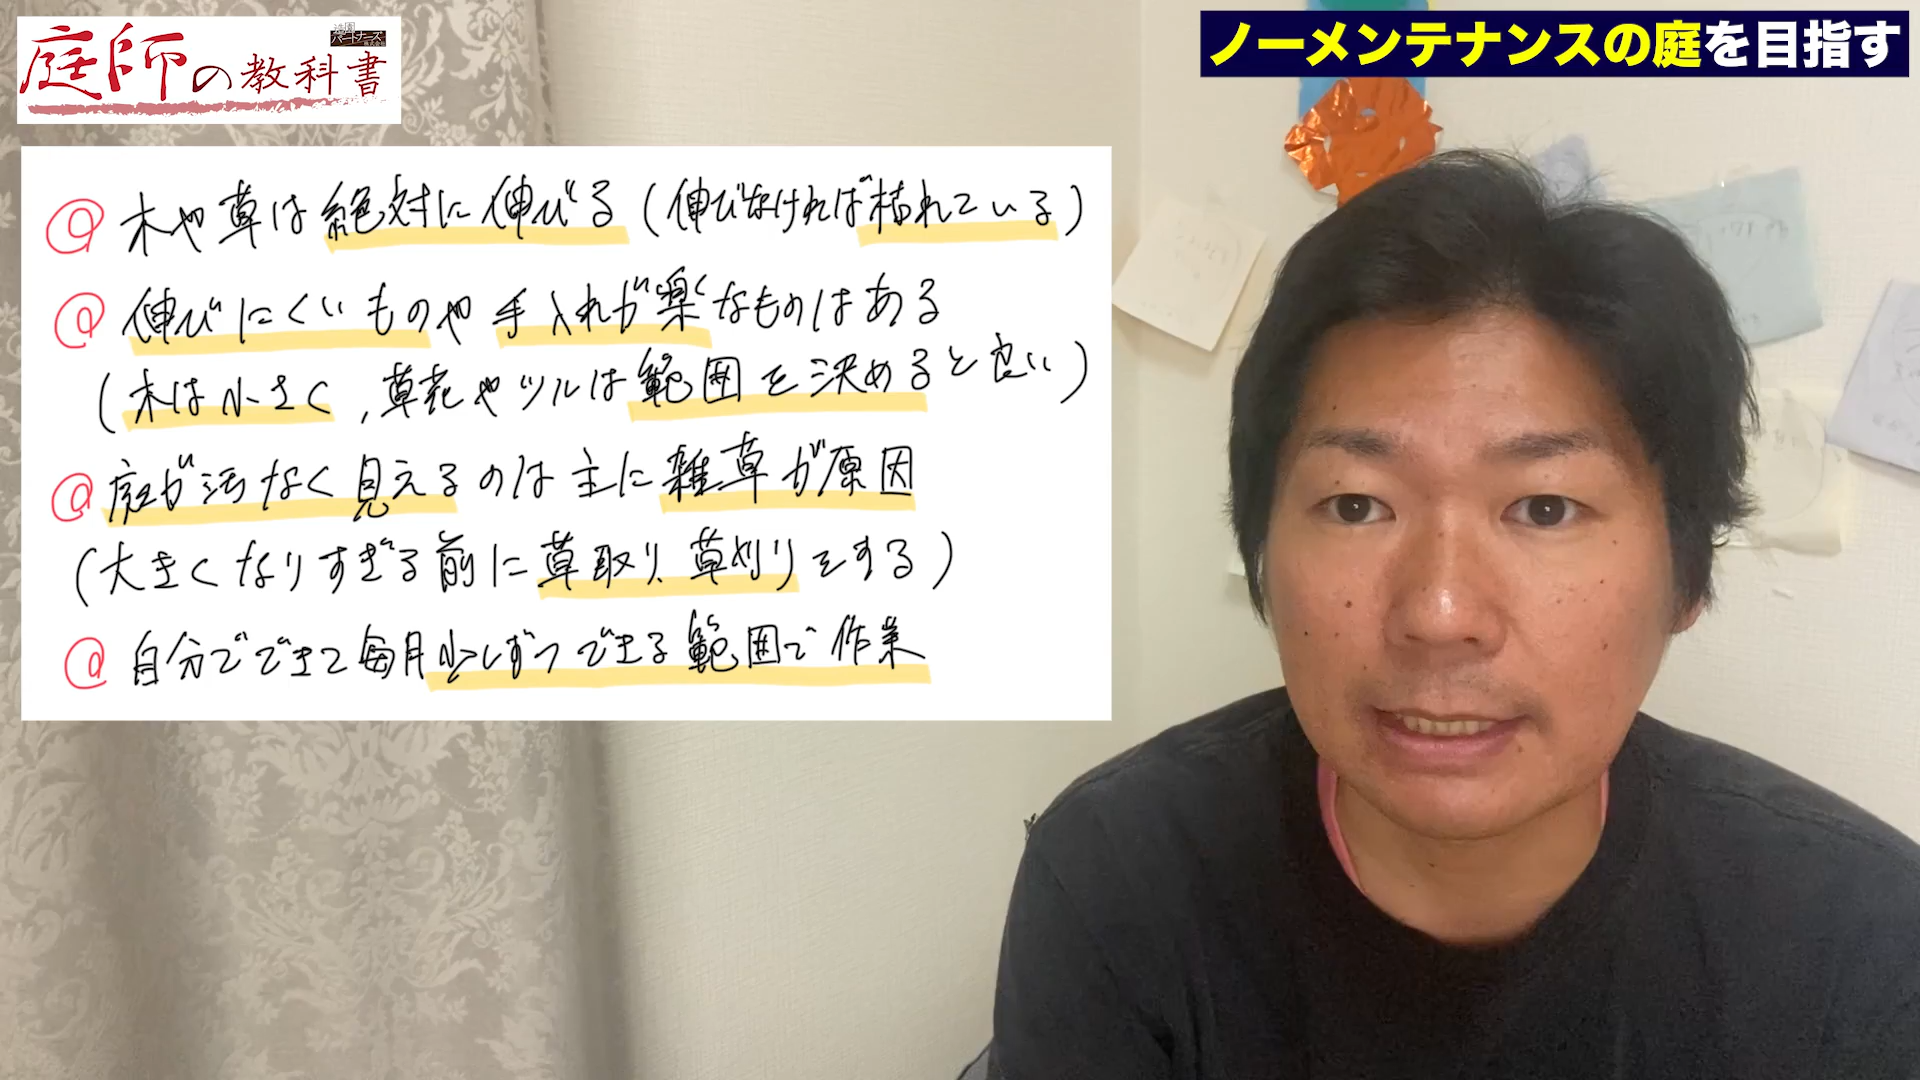 庭師の教科書
造園パートナーズ株式会社
ノーメンテナンスの庭を目指す
@ 木や草は絶対に伸びる(伸びなければ枯れている)
@ 伸びにくいものや手入れが楽なものはある
(木は小さく,草花やツルは範囲を決めると良い)
@ 庭が汚なく見えるのは主に雑草が原因
(大きくなりすぎる前に草取り、草刈りをする)
@ 自分でできて毎月少しずつできる範囲で作業